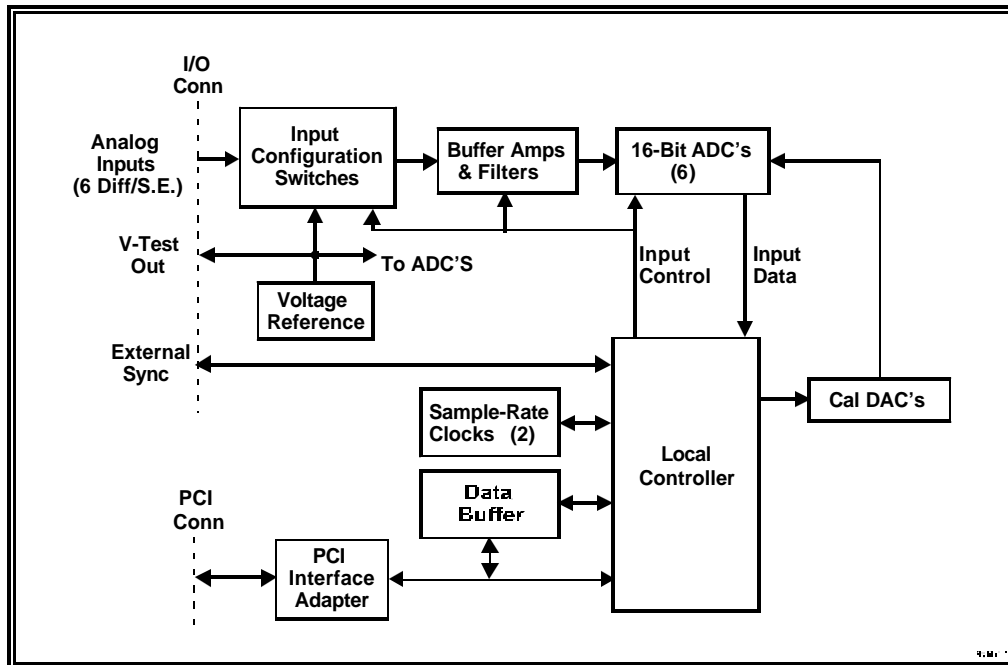 I/O
Conn
Analog
Inputs
(6 Diff/S.E.)
Input
Configuration
Switches
Buffer Amps
& Filters
16-Bit ADC's
(6)
V-Test
Out
To ADC'S
Input
Control
Input
Data
Voltage
Reference
External
Sync
Sample-Rate
Clocks (2)
Cal DAC's
Local
Controller
Data
Buffer
PCI
Conn
PCI
Interface
Adapter